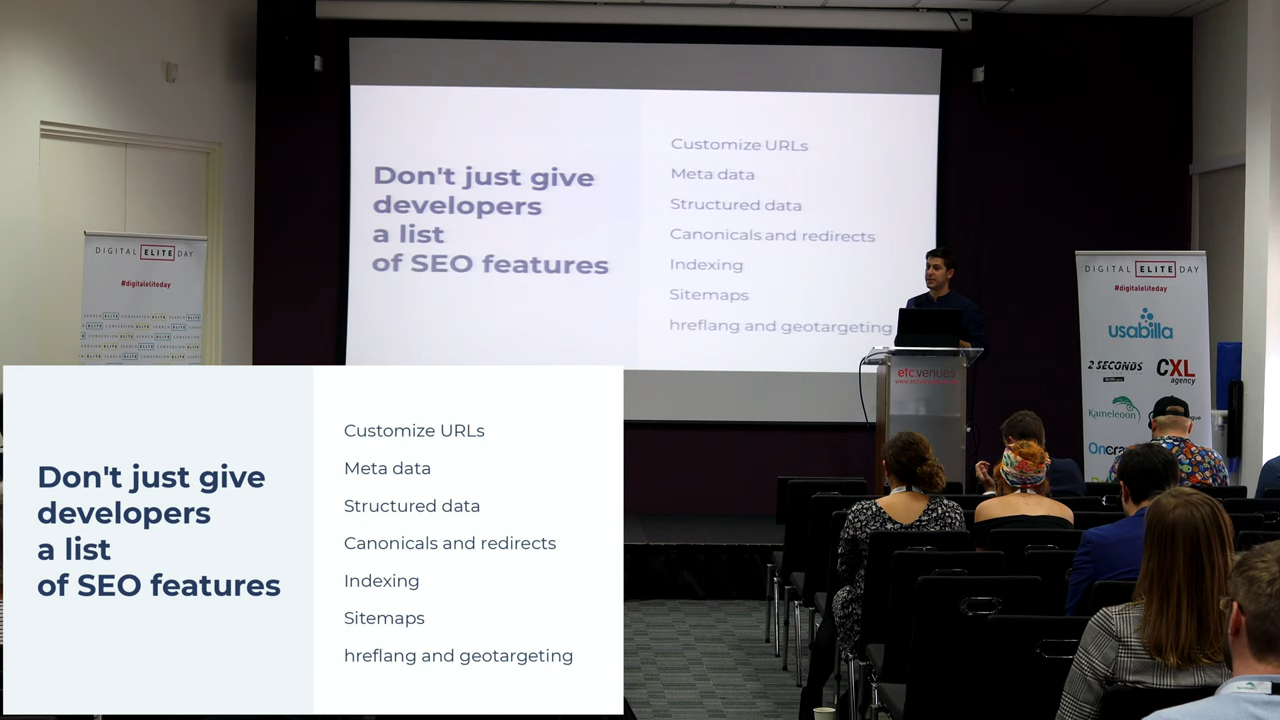 Don't just give
developers
a list
of SEO features
Customize URLs
Meta data
Structured data
Canonicals and redirects
Indexing
Sitemaps
hreflang and geotargeting
DIGITAL ELITE DAY
#digitaleliteday
DIGITAL ELITE DAY
#digitaleliteday
usabilla
2 SECONDS
CXL
agency
Kameleoon
etc.venues
Don't just give
developers
a list
of SEO features
Customize URLs
Meta data
Structured data
Canonicals and redirects
Indexing
Sitemaps
hreflang and geotargeting